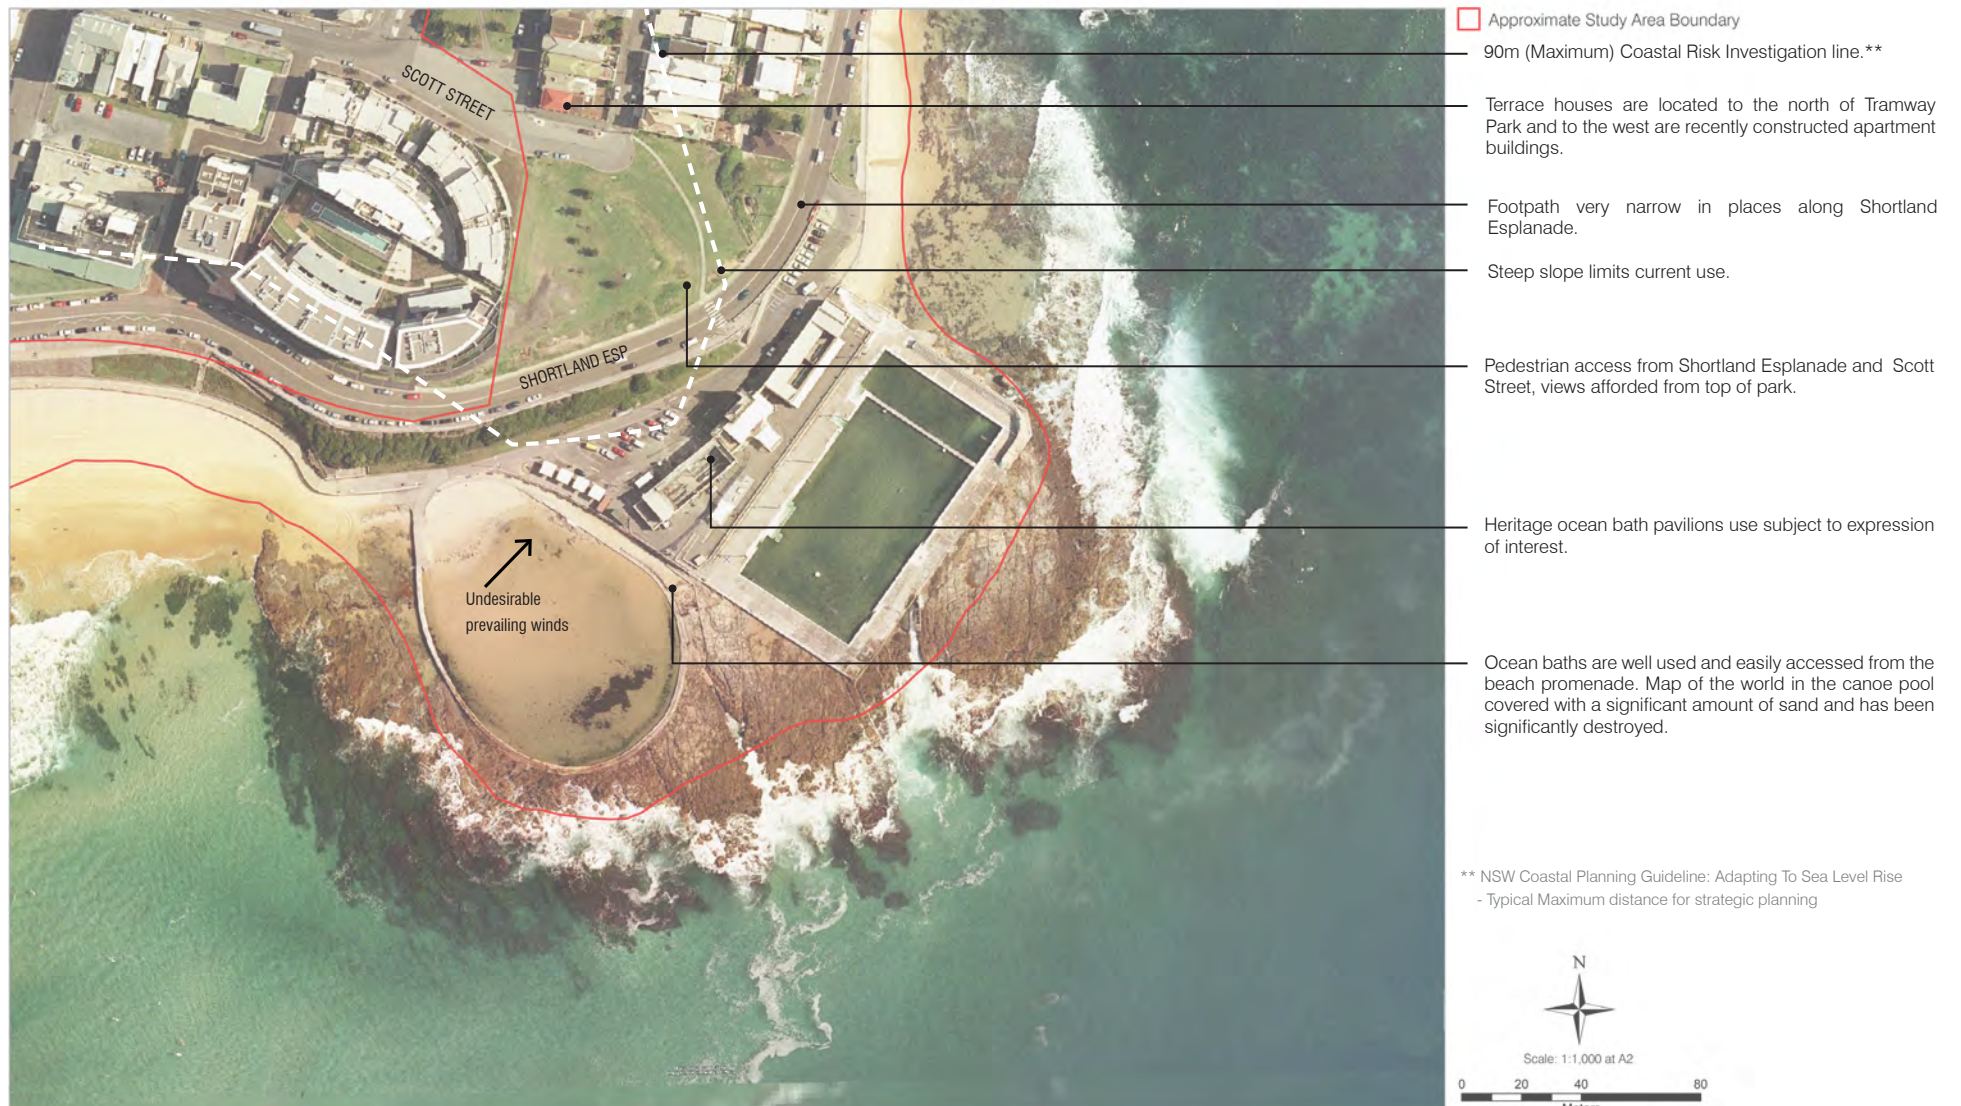 Approximate Study Area Boundary
90m (Maximum) Coastal Risk Investigation line.**
Terrace houses are located to the north of Tramway
Park and to the west are recently constructed apartment
buildings.
Footpath very narrow in places along Shortland
Esplanade.
Steep slope limits current use.
Pedestrian access from Shortland Esplanade and Scott
Street, views afforded from top of park.
Heritage ocean bath pavilions use subject to expression
of interest.
Ocean baths are well used and easily accessed from the
beach promenade. Map of the world in the canoe pool
covered with a significant amount of sand and has been
significantly destroyed.
SCOTT STREET
SHORTLAND ESP
Undesirable
prevailing winds
** NSW Coastal Planning Guideline: Adapting To Sea Level Rise
- Typical Maximum distance for strategic planning
N
Scale: 1:1,000 at A2
0 20 40 80